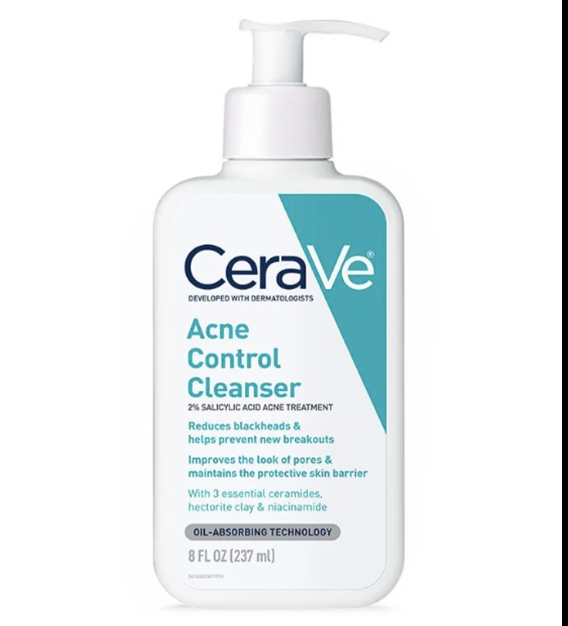 CeraVe®
DEVELOPED WITH DERMATOLOGISTS
Acne
Control
Cleanser
2% SALICYLIC ACID ACNE TREATMENT
Reduces blackheads &
helps prevent new breakouts
Improves the look of pores &
maintains the protective skin barrier
With 3 essential ceramides,
hectorite clay & niacinamide
OIL-ABSORBING TECHNOLOGY
8 FL OZ (237 ml)